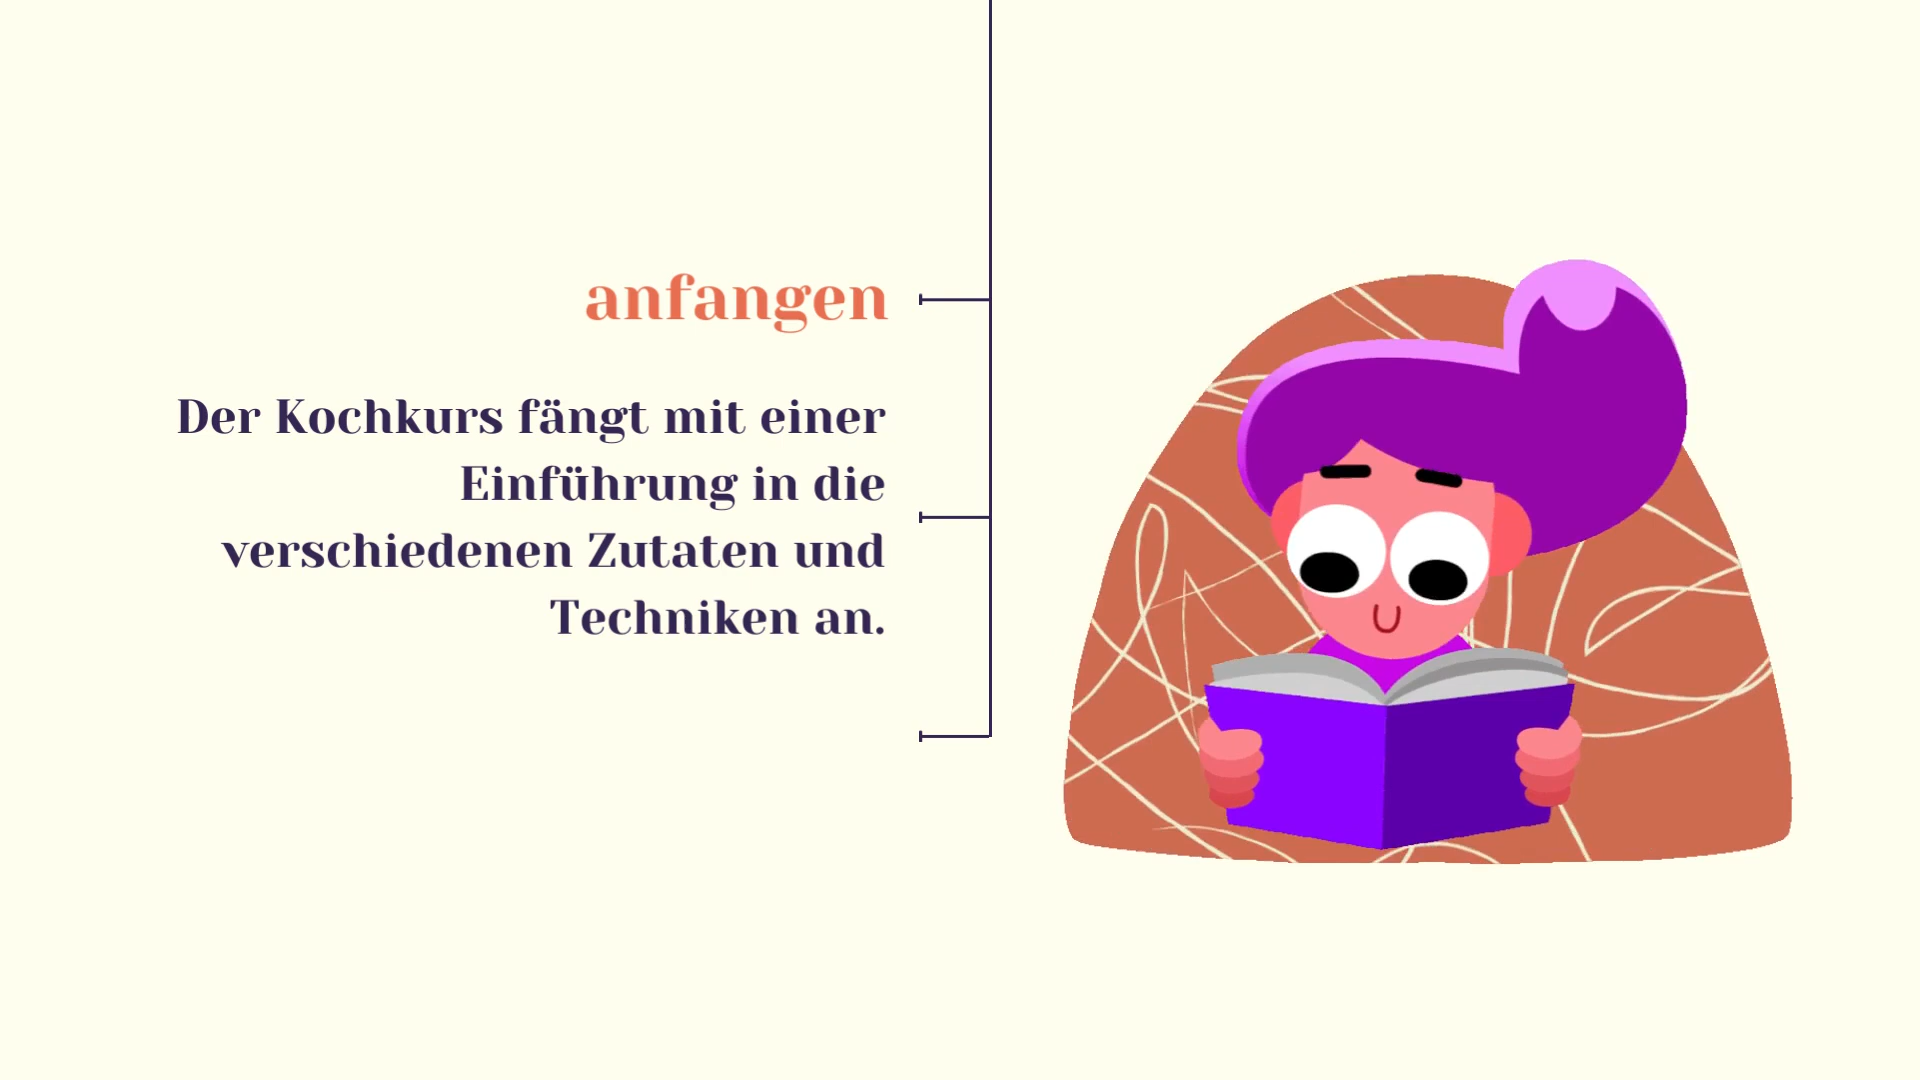 anfangen
Der Kochkurs fängt mit einer
Einführung in die
verschiedenen Zutaten und
Techniken an.